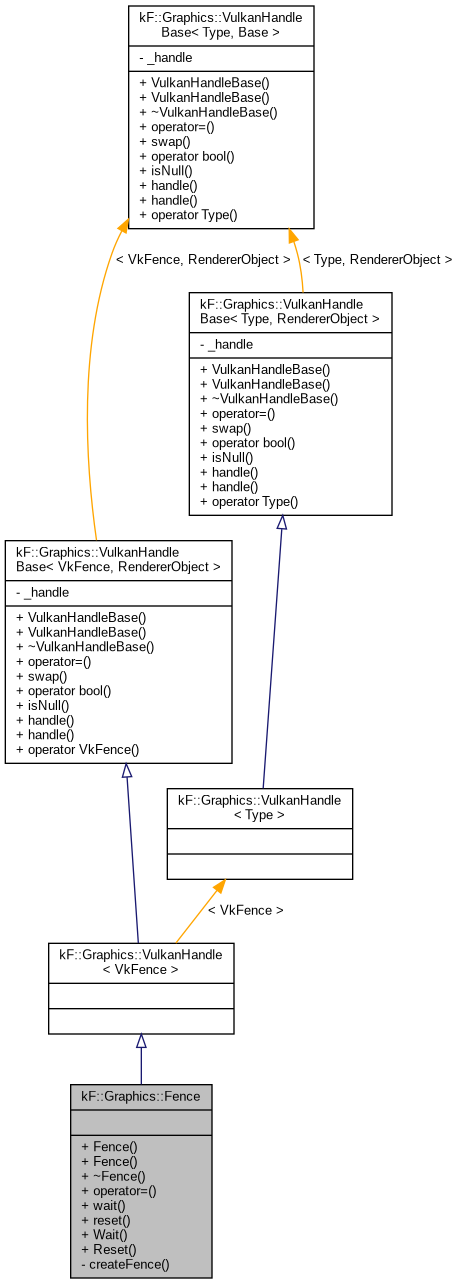 kF::Graphics::VulkanHandle
Base< Type, Base >
- _handle
+ VulkanHandleBase()
+ VulkanHandleBase()
+ ~VulkanHandleBase()
+ operator=()
+ swap()
+ operator bool()
+ isNull()
+ handle()
+ handle()
+ operator Type()
< VkFence, RendererObject >
< Type, RendererObject >
kF::Graphics::VulkanHandle
Base< Type, RendererObject >
- _handle
+ VulkanHandleBase()
+ VulkanHandleBase()
+ ~VulkanHandleBase()
+ operator=()
+ swap()
+ operator bool()
+ isNull()
+ handle()
+ handle()
+ operator Type()
kF::Graphics::VulkanHandle
Base< VkFence, RendererObject >
- _handle
+ VulkanHandleBase()
+ VulkanHandleBase()
+ ~VulkanHandleBase()
+ operator=()
+ swap()
+ operator bool()
+ isNull()
+ handle()
+ handle()
+ operator VkFence()
kF::Graphics::VulkanHandle
< Type >
< VkFence >
kF::Graphics::VulkanHandle
< VkFence >
kF::Graphics::Fence
+ Fence()
+ Fence()
+ ~Fence()
+ operator=()
+ wait()
+ reset()
+ Wait()
+ Reset()
- createFence()